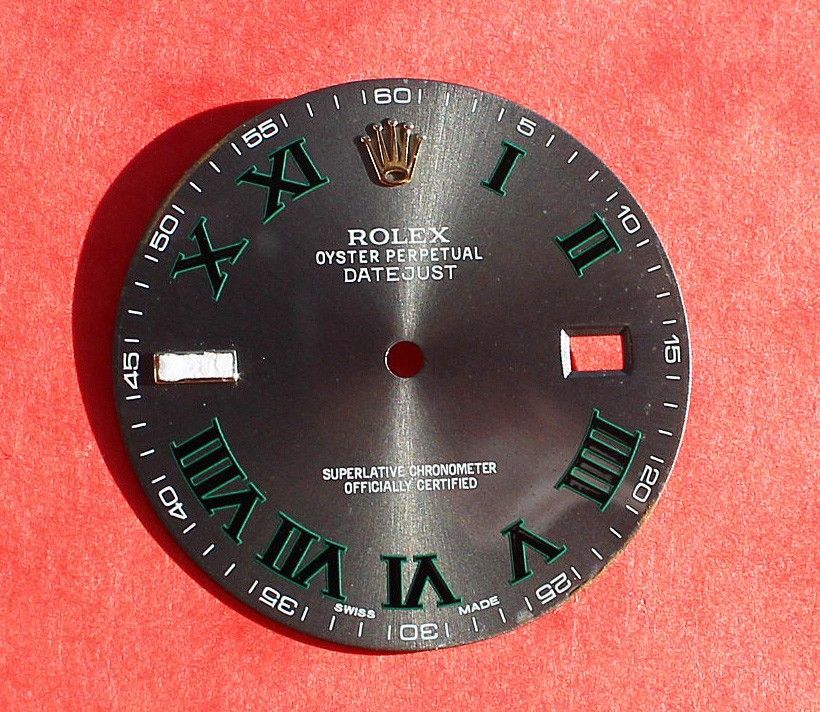 60
5
10
15
20
25
30
35
40
45
50
55
I
II
IIII
V
VI
VII
VIII
X
XI
ROLEX
OYSTER PERPETUAL
DATEJUST
SUPERLATIVE CHRONOMETER
OFFICIALLY CERTIFIED
SWISS MADE